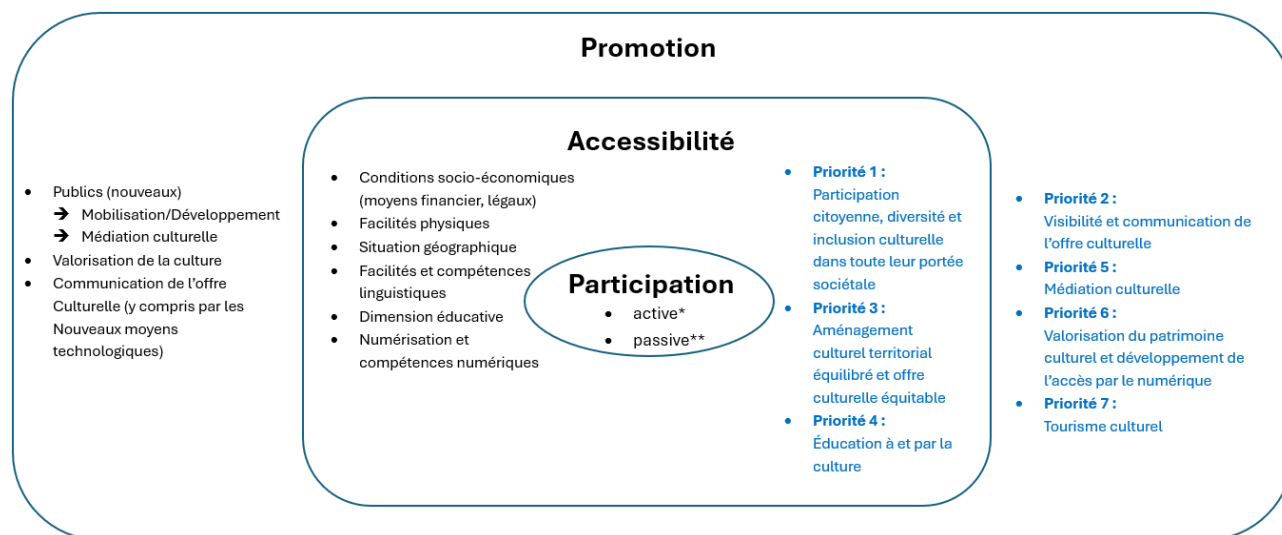 Promotion
Accessibilité
• Publics (nouveaux)
➔ Mobilisation/Développement
➔ Médiation culturelle
• Valorisation de la culture
• Communication de l'offre
Culturelle (y compris par les
Nouveaux moyens
technologiques)
• Conditions socio-économiques
(moyens financier, légaux)
• Facilités physiques
• Situation géographique
• Facilités et compétences
linguistiques
• Dimension éducative
• Numérisation et
compétences numériques
Participation
• active*
• passive**
• Priorité 1 :
Participation
citoyenne, diversité et
inclusion culturelle
dans toute leur portée
sociétale
• Priorité 3 :
Aménagement
culturel territorial
équilibré et offre
culturelle équitable
• Priorité 4 :
Éducation à et par la
culture
• Priorité 2 :
Visibilité et communication de
l'offre culturelle
• Priorité 5 :
Médiation culturelle
• Priorité 6 :
Valorisation du patrimoine
culturel et développement de
l'accès par le numérique
• Priorité 7 :
Tourisme culturel